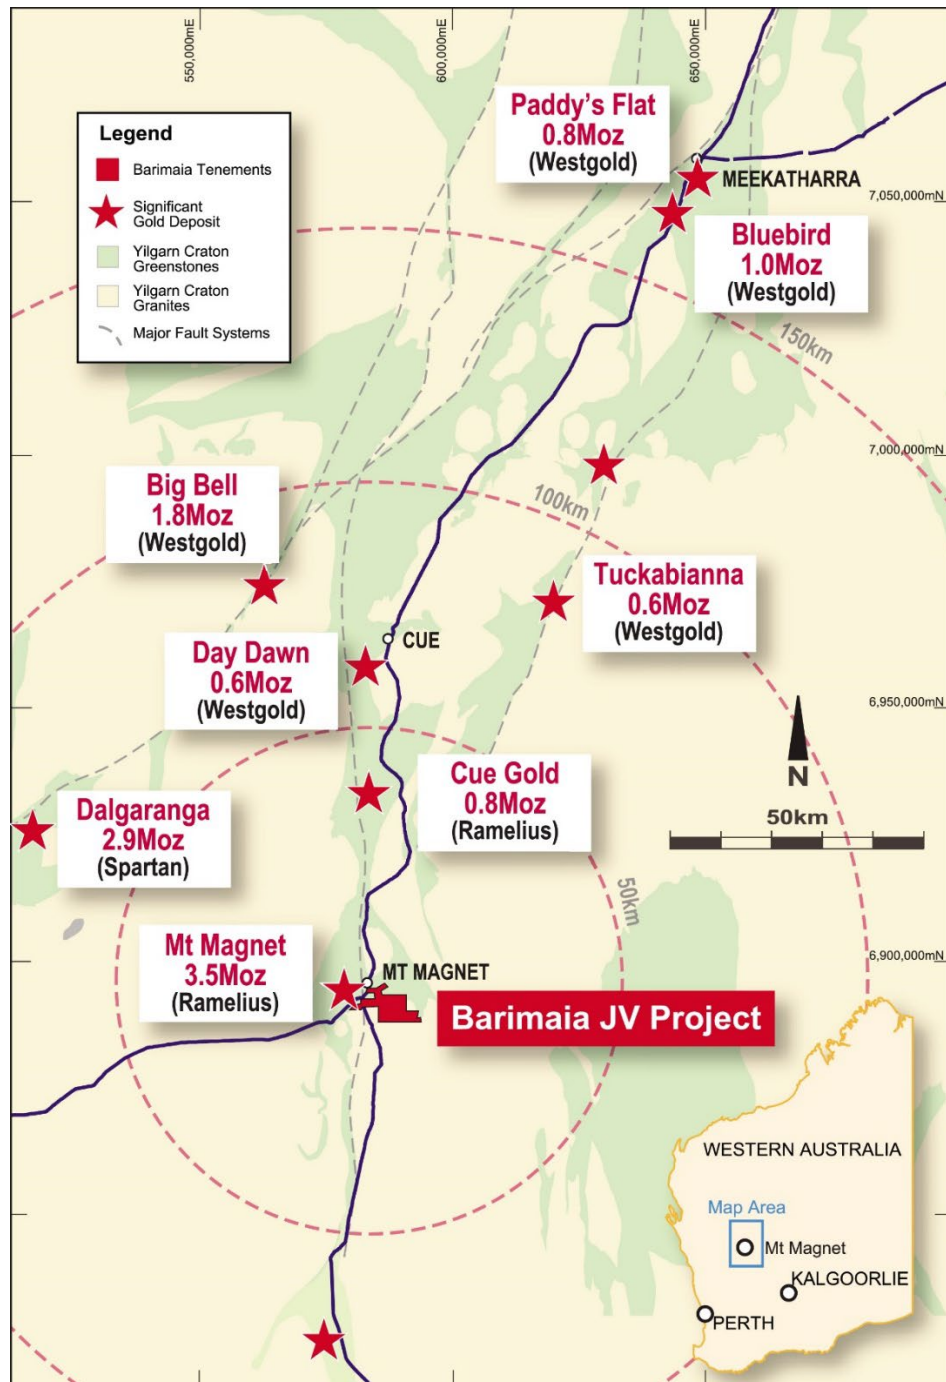 550,000mE
600,000mE
650,000mE
Legend
Barimaia Tenements
Significant
Gold Deposit
Yilgarn Craton
Greenstones
Yilgarn Craton
Granites
Major Fault Systems
Paddy's Flat
0.8Moz
(Westgold)
MEEKATHARRA
7,050,000mN
Bluebird
1.0Moz
(Westgold)
150km
7,000,000mN
Big Bell
1.8Moz
(Westgold)
100km
Tuckabianna
0.6Moz
(Westgold)
CUE
Day Dawn
0.6Moz
(Westgold)
6,950,000mN
N
50km
Cue Gold
0.8Moz
(Ramelius)
Dalgaranga
2.9Moz
(Spartan)
50km
Mt Magnet
3.5Moz
(Ramelius)
MT MAGNET
6,900,000mN
Barimaia JV Project
WESTERN AUSTRALIA
Map Area
Mt Magnet
KALGOORLIE
PERTH